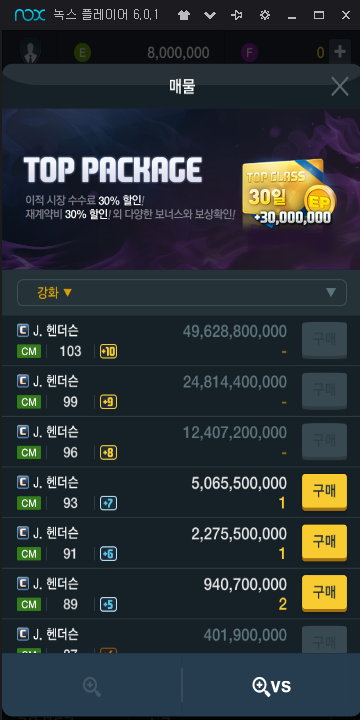 nox 녹스 플레이어 6.0.1
E 8,000,000 F 0 +
매물
TOP PACKAGE
이적 시장 수수료 30% 할인!
재계약비 30% 할인! 외 다양한 보너스와 보상확인!
TOP CLASS
30일
EP
+30,000,000
강화
C J. 헨더슨 49,628,800,000 구매
CM 103 +10 -
C J. 헨더슨 24,814,400,000 구매
CM 99 +9 -
C J. 헨더슨 12,407,200,000 구매
CM 96 +8 -
C J. 헨더슨 5,065,500,000 구매
CM 93 +7 1
C J. 헨더슨 2,275,500,000 구매
CM 91 +6 1
C J. 헨더슨 940,700,000 구매
CM 89 +5 2
C J. 헨더슨 401,900,000 구매
CM 87
VS